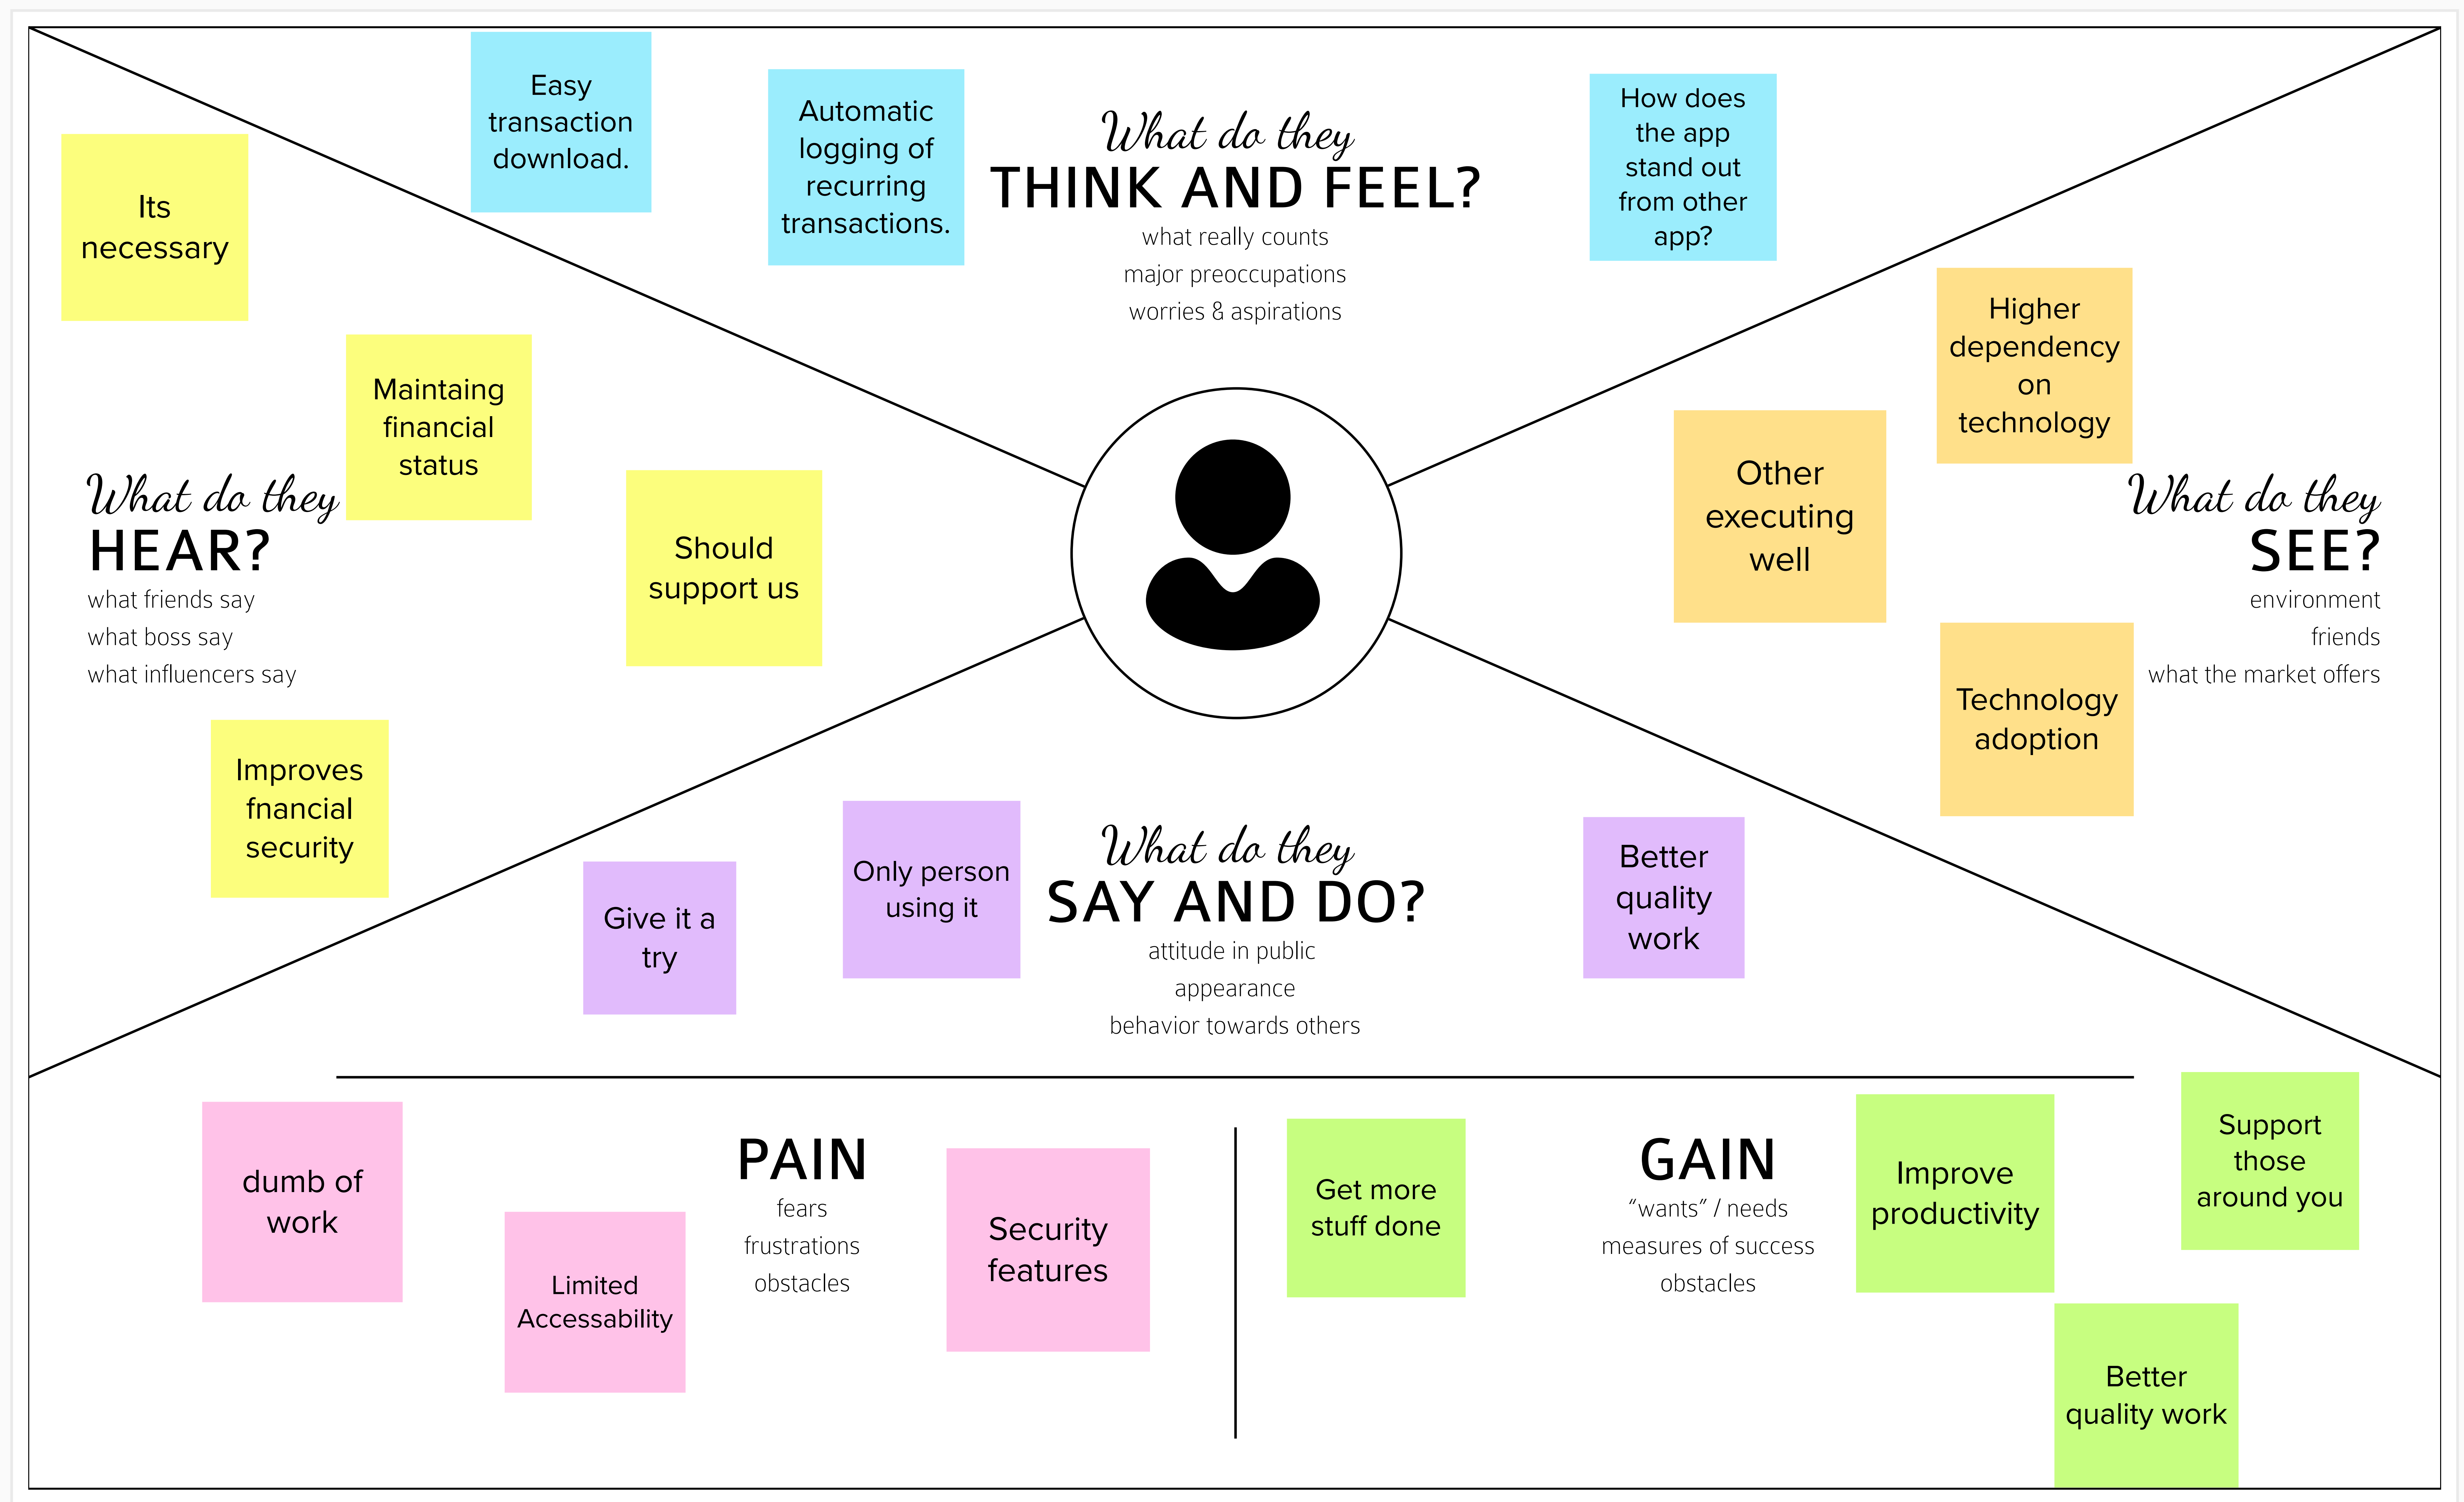 Easy
transaction
download.
Automatic
logging of
recurring
transactions.
What do they
THINK AND FEEL?
what really counts
major preoccupations
worries & aspirations
How does
the app
stand out
from other
app?
Its
necessary
Maintaing
financial
status
What do they
HEAR?
what friends say
what boss say
what influencers say
Should
support us
Improves
fnancial
security
Higher
dependency
on
technology
Other
executing
well
What do they
SEE?
environment
friends
what the market offers
Technology
adoption
Give it a
try
Only person
using it
What do they
SAY AND DO?
attitude in public
appearance
behavior towards others
Better
quality
work
dumb of
work
Limited
Accessability
PAIN
fears
frustrations
obstacles
Security
features
Get more
stuff done
GAIN
“wants” / needs
measures of success
obstacles
Improve
productivity
Support
those
around you
Better
quality work